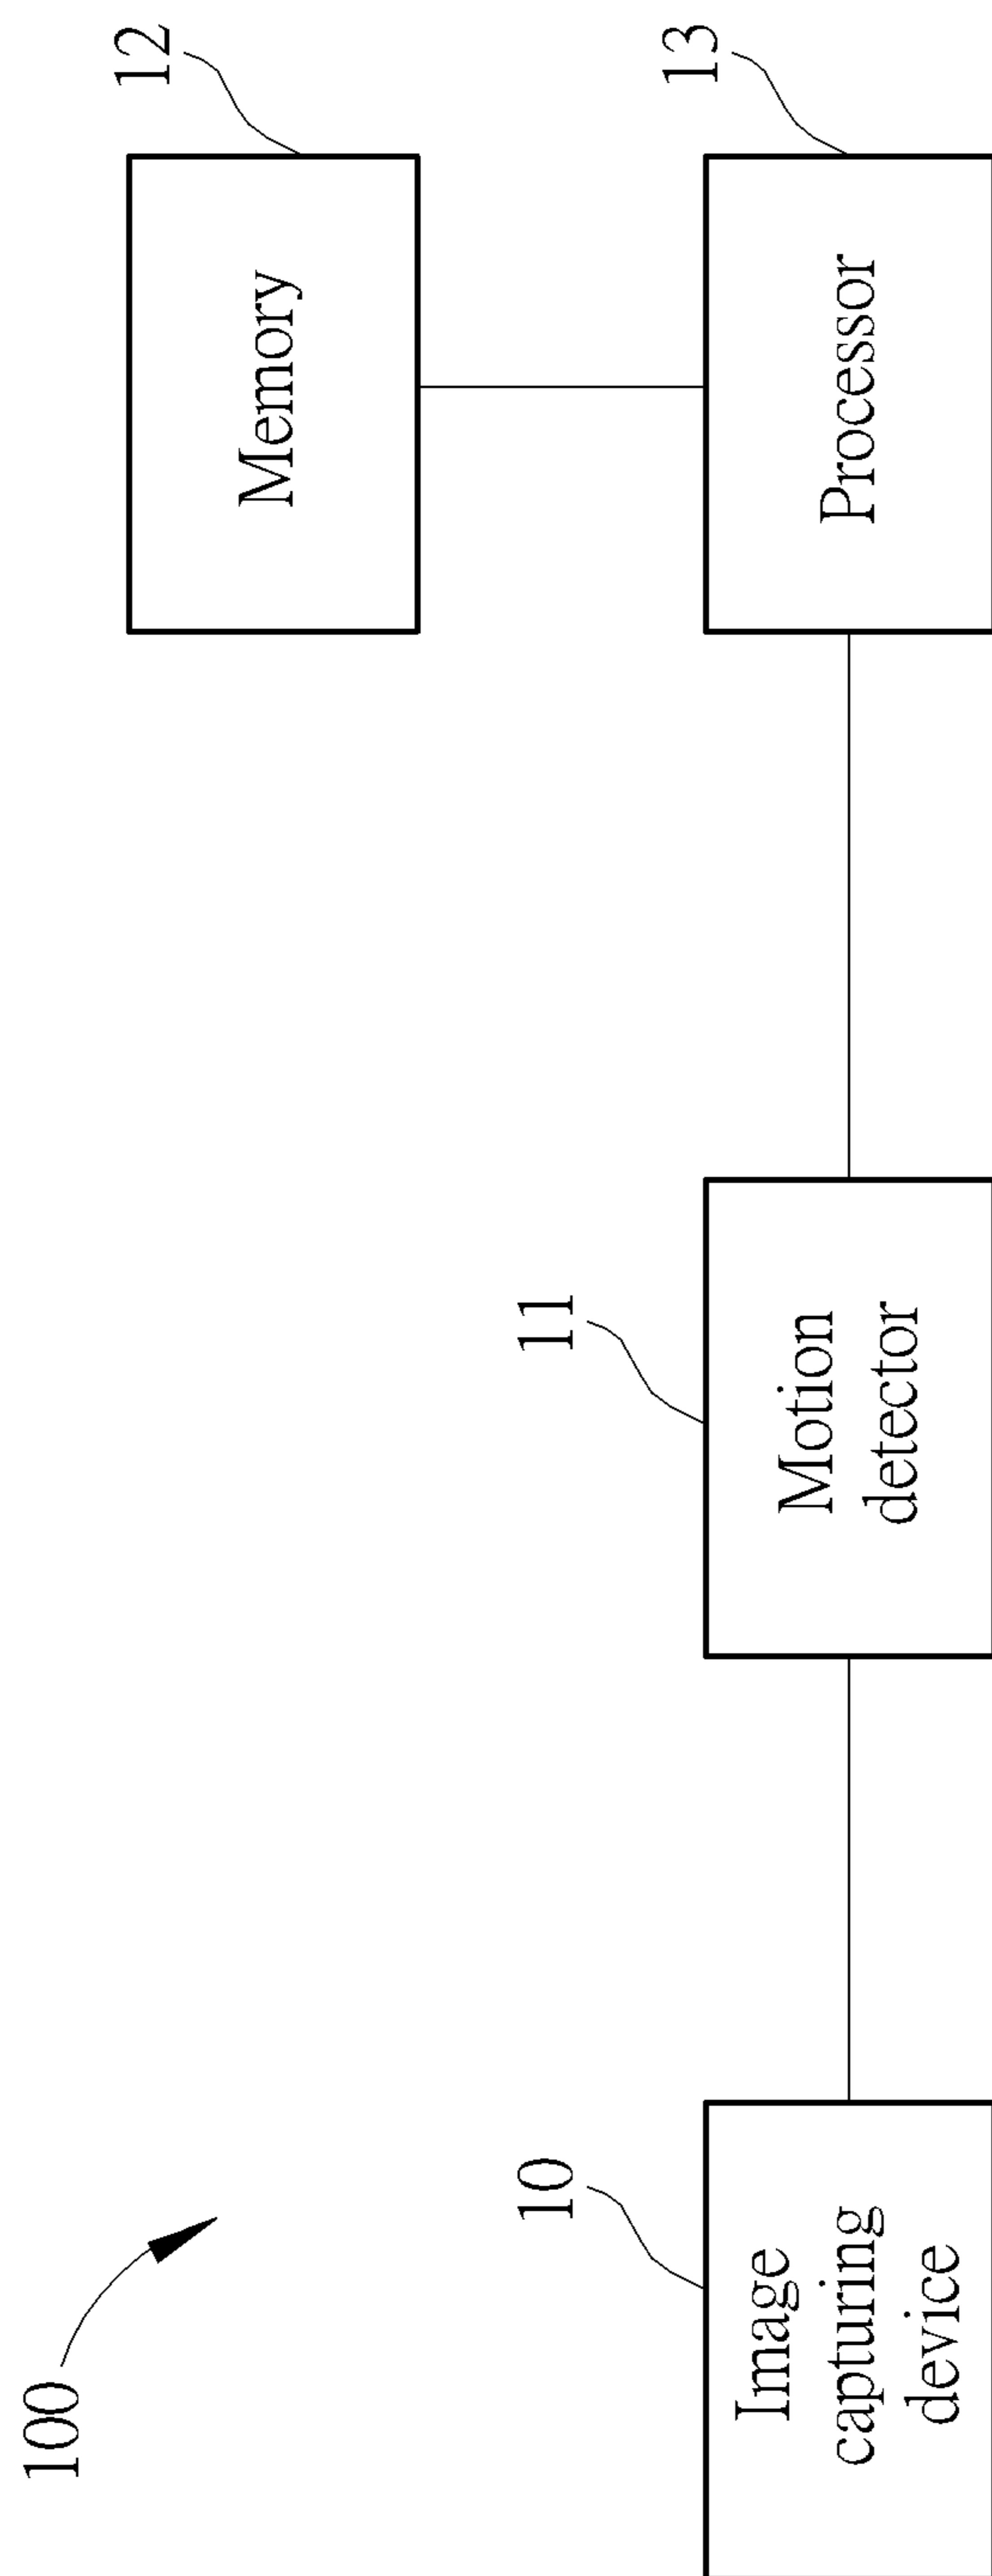 100
12
Memory
10
11
13
Image
capturing
device
Motion
detector
Processor